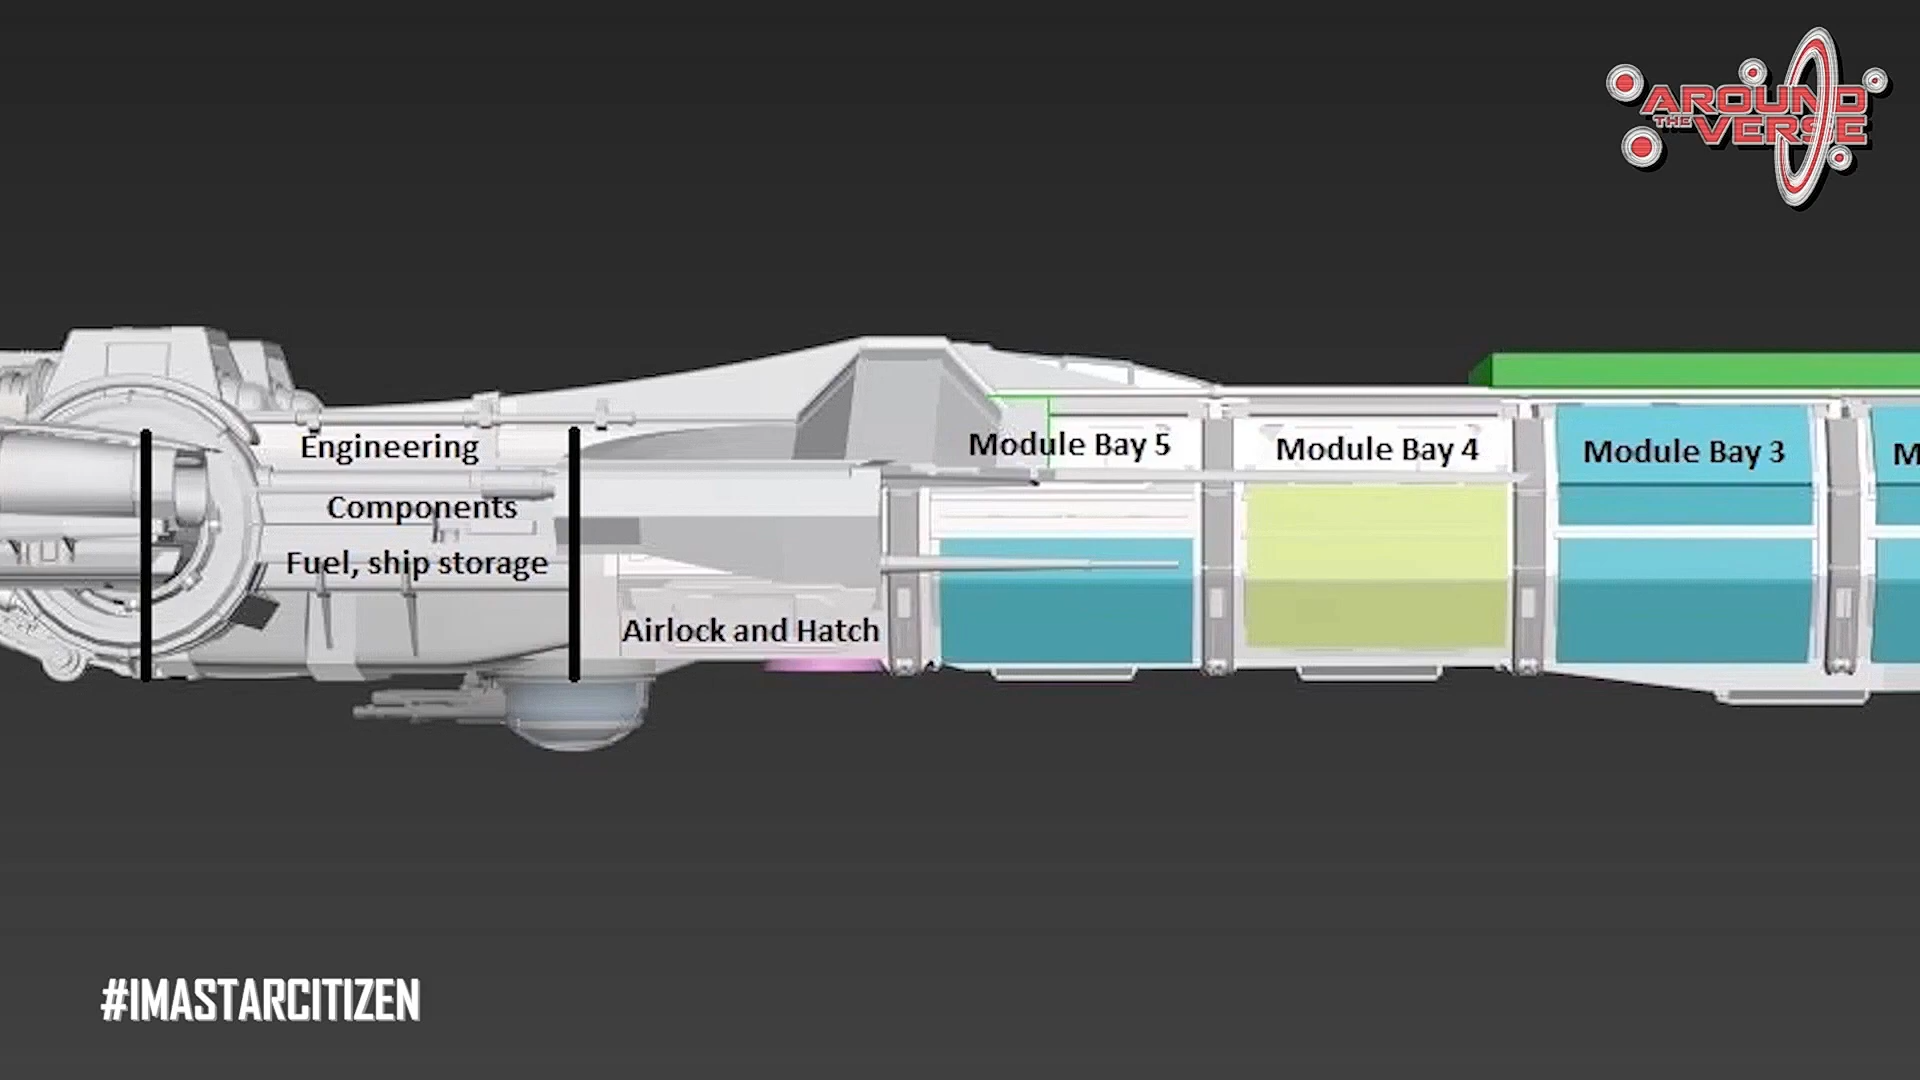 AROUND
THE VERSE
Engineering
Components
Fuel, ship storage
Airlock and Hatch
Module Bay 5
Module Bay 4
Module Bay 3
M
#IMASTARCITIZEN